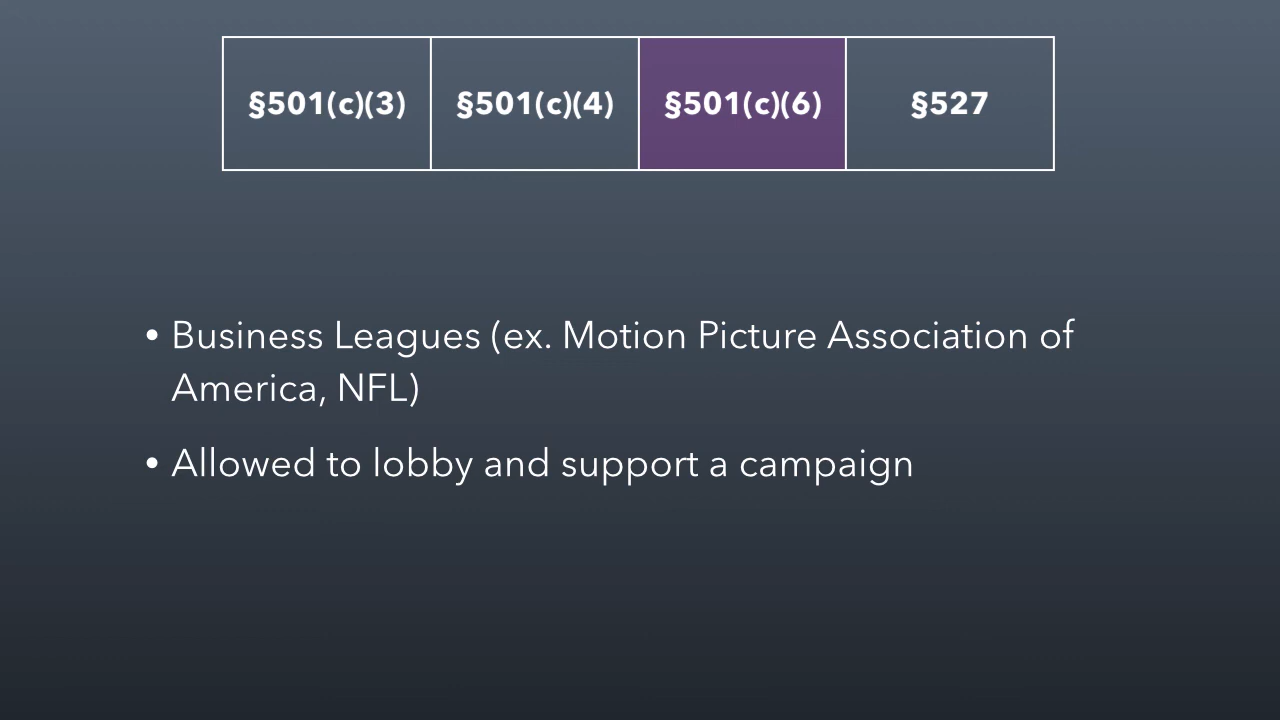 §501(c)(3) §501(c)(4) §501(c)(6) §527
• Business Leagues (ex. Motion Picture Association of
America, NFL)
• Allowed to lobby and support a campaign